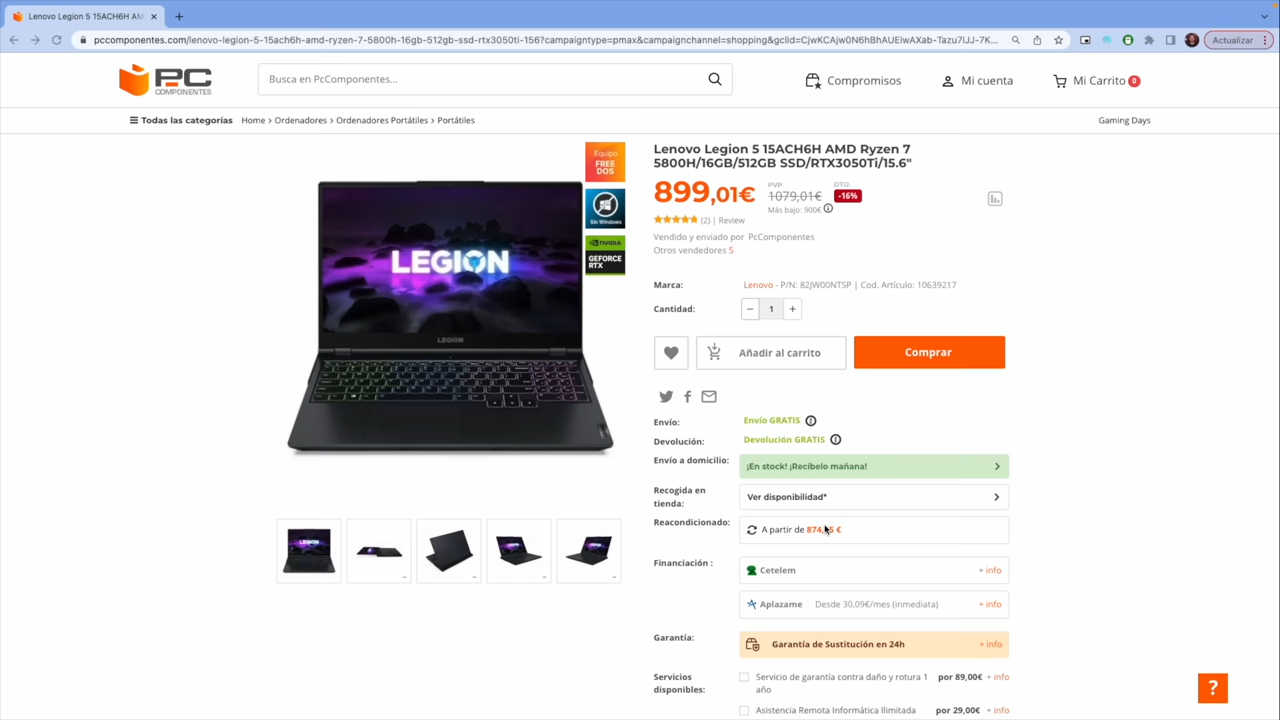 Lenovo Legion 5 15ACH6H AM
pccomponentes.com/lenovo-legion-5-15ach6h-amd-ryzen-7-5800h-16gb-512gb-ssd-rtx3050ti-156?campaigntype=pmax&campaignchannel=shopping&gclid=CjwKCAjw0N6hBhAUEiwAXab-Tazu7IJJ-7K...
Actualizar
PC COMPONENTES
Busca en PcComponentes...
Compromisos
Mi cuenta
Mi Carrito 0
Todas las categorías
Home > Ordenadores > Ordenadores Portátiles > Portátiles
Gaming Days
Equipo
FREE
DOS
Sin Windows
NVIDIA
GEFORCE
RTX
LEGION
LEGION
Lenovo Legion 5 15ACH6H AMD Ryzen 7
5800H/16GB/512GB SSD/RTX3050Ti/15.6"
PVP DTO.
899,01€ 1079,01€ -16%
Más bajo: 900€
(2) | Review
Vendido y enviado por PcComponentes
Otros vendedores 5
Marca: Lenovo - P/N: 82JW00NTSP | Cod. Artículo: 10639217
Cantidad: − 1 +
Añadir al carrito
Comprar
Envío: Envío GRATIS
Devolución: Devolución GRATIS
Envío a domicilio: ¡En stock! ¡Recíbelo mañana!
Recogida en
tienda:
Ver disponibilidad*
Reacondicionado: A partir de 874, €
Financiación : Cetelem + info
Aplazame Desde 30,09€/mes (inmediata) + info
Garantía: Garantía de Sustitución en 24h + info
Servicios
disponibles:
Servicio de garantía contra daño y rotura 1
año
por 89,00€ + info
Asistencia Remota Informática Ilimitada por 29,00€ + info
?